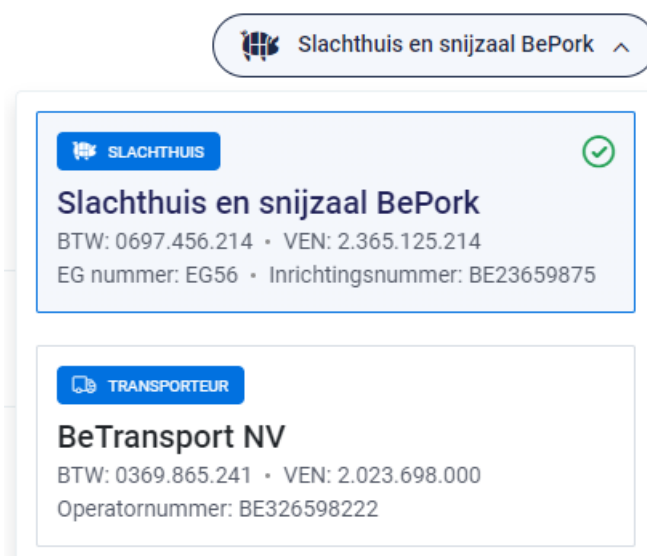 Slachthuis en snijzaal BePork
SLACHTHUIS
Slachthuis en snijzaal BePork
BTW: 0697.456.214 • VEN: 2.365.125.214
EG nummer: EG56 • Inrichtingsnummer: BE23659875
TRANSPORTEUR
BeTransport NV
BTW: 0369.865.241 • VEN: 2.023.698.000
Operatornummer: BE326598222